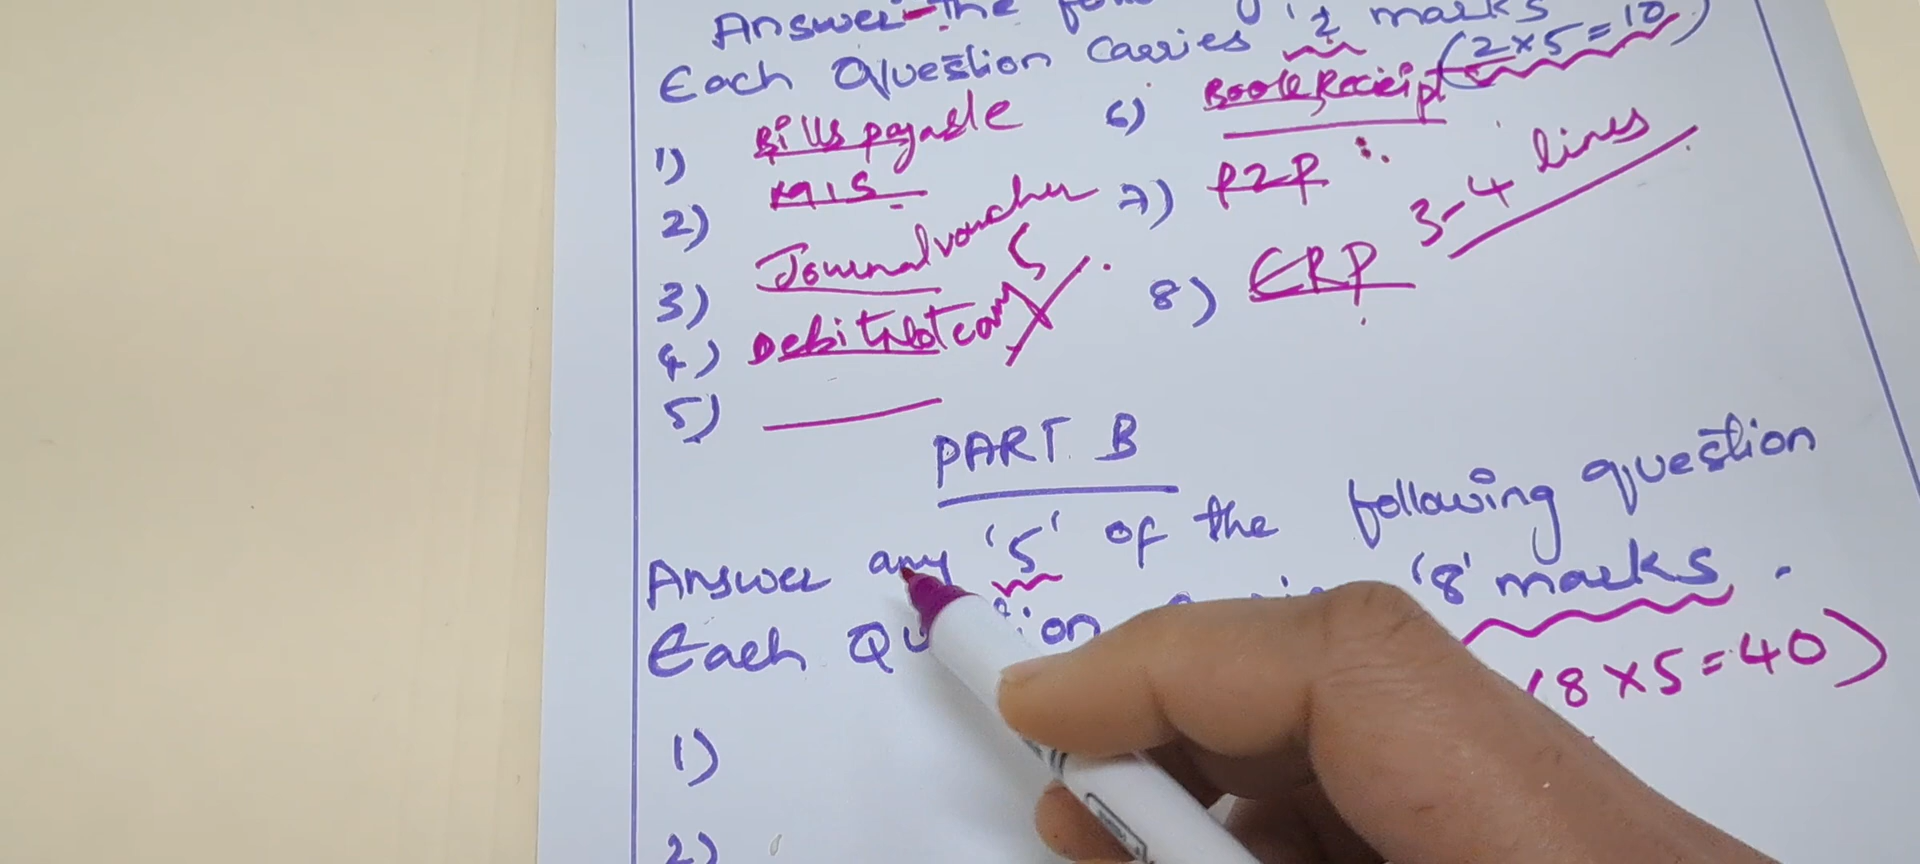 Answer the
Each Question carries '2' marks
(2×5=10)
1) Bills payable
2) MIS
3) Journal voucher
4) Debit Note
5)
6) Book Receipt
7) P2P
8) ERP
3-4 lines
PART B
Answer any '5' of the following question
Each '8' marks.
(8×5=40)
1)
2)